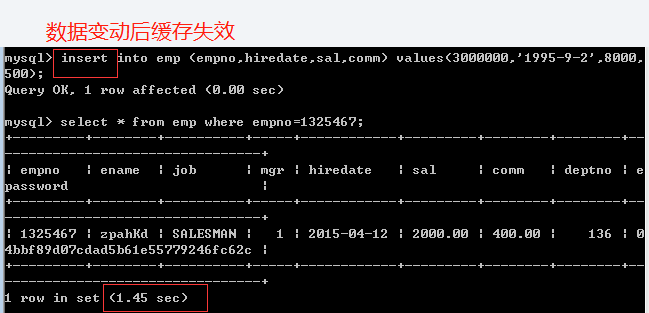 数据变动后缓存失效
mysql> insert into emp (empno,hiredate,sal,comm) values(3000000,'1995-9-2',8000,
500);
Query OK, 1 row affected (0.00 sec)
mysql> select * from emp where empno=1325467;
+---------+--------+----------+-----+------------+---------+--------+--------+--
--------------------------------+
| empno | ename | job | mgr | hiredate | sal | comm | deptno | e
password |
+---------+--------+----------+-----+------------+---------+--------+--------+--
--------------------------------+
| 1325467 | zpahKd | SALESMAN | 1 | 2015-04-12 | 2000.00 | 400.00 | 136 | 0
4bbf89d07cdad5b61e55779246fc62c |
+---------+--------+----------+-----+------------+---------+--------+--------+--
--------------------------------+
1 row in set (1.45 sec)